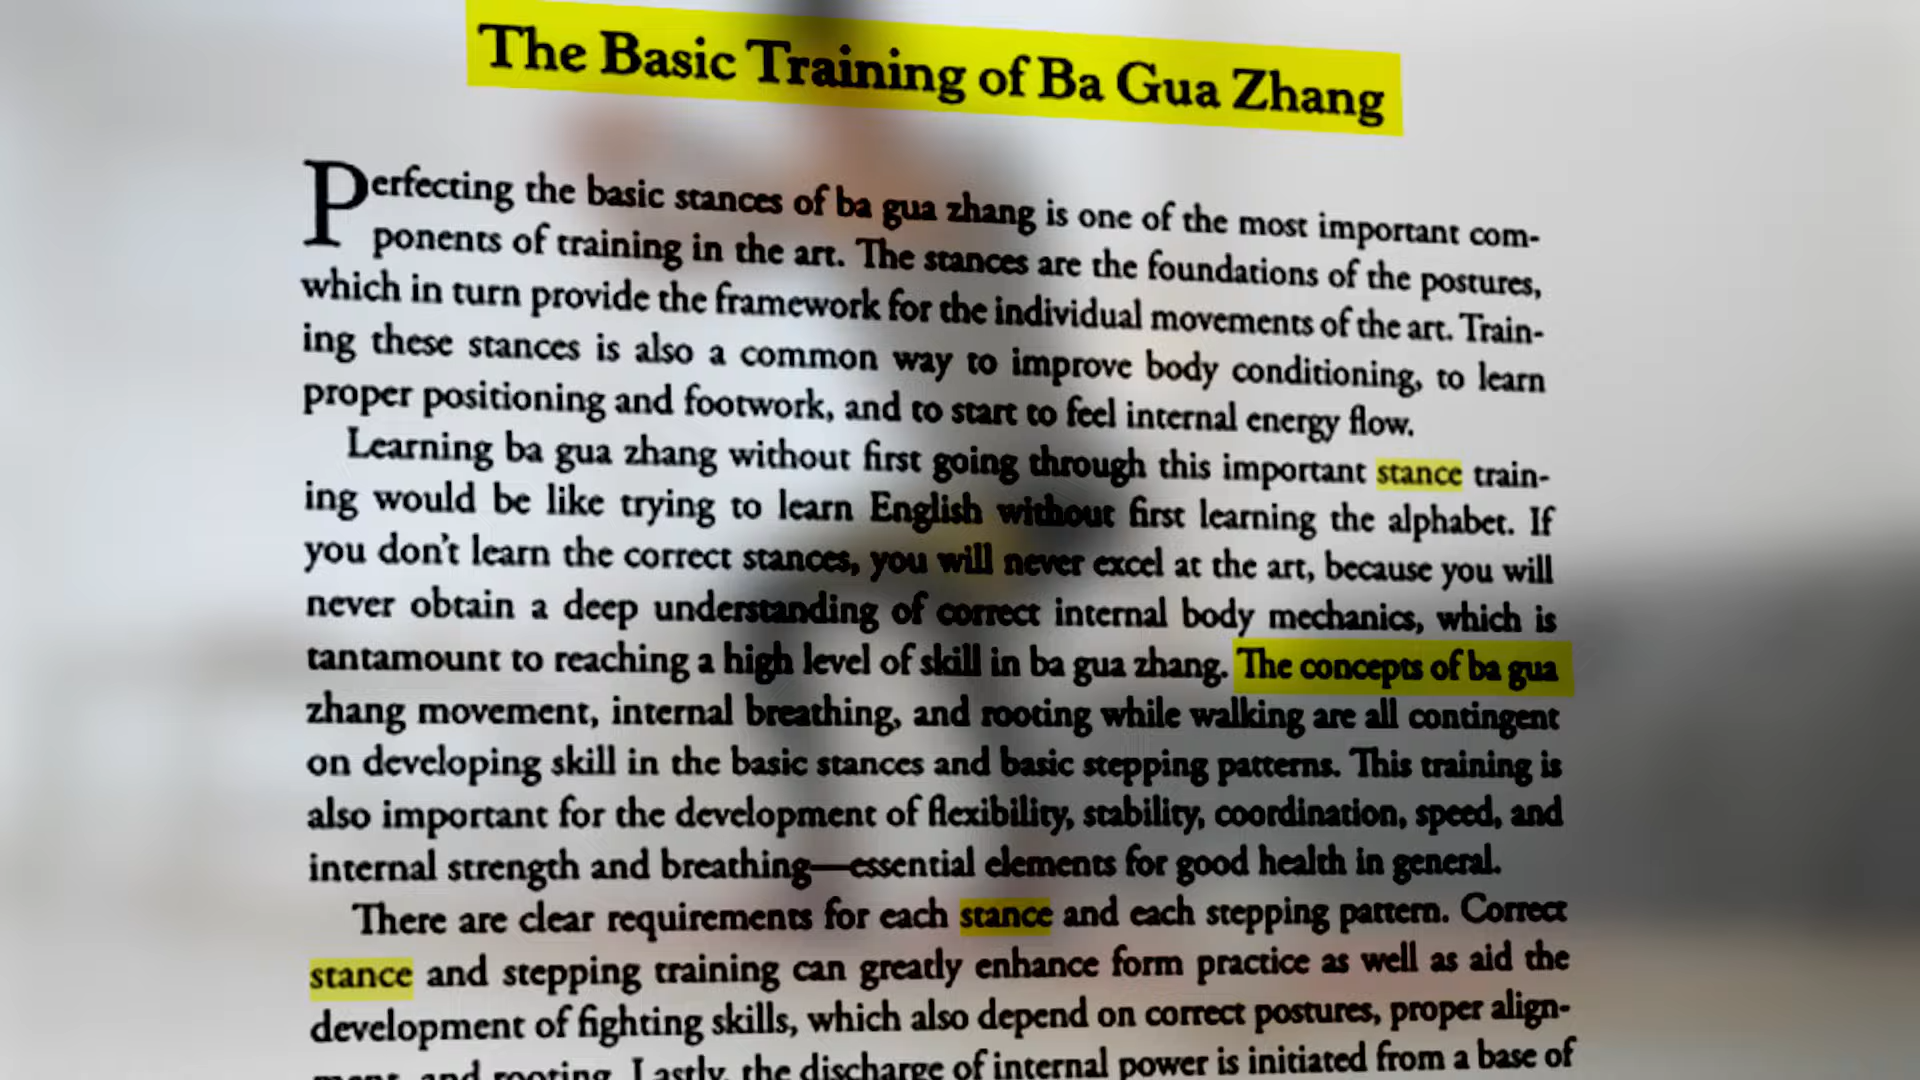 The Basic Training of Ba Gua Zhang
Perfecting the basic stances of ba gua zhang is one of the most important com-
ponents of training in the art. The stances are the foundations of the postures,
which in turn provide the framework for the individual movements of the art. Train-
ing these stances is also a common way to improve body conditioning, to learn
proper positioning and footwork, and to start to feel internal energy flow.
Learning ba gua zhang without first going through this important stance train-
ing would be like trying to learn English without first learning the alphabet. If
you don't learn the correct stances, you will never excel at the art, because you will
never obtain a deep understanding of correct internal body mechanics, which is
tantamount to reaching a high level of skill in ba gua zhang. The concepts of ba gua
zhang movement, internal breathing, and rooting while walking are all contingent
on developing skill in the basic stances and basic stepping patterns. This training is
also important for the development of flexibility, stability, coordination, speed, and
internal strength and breathing—essential elements for good health in general.
There are clear requirements for each stance and each stepping pattern. Correct
stance and stepping training can greatly enhance form practice as well as aid the
development of fighting skills, which also depend on correct postures, proper align-
ment, and rooting. Lastly, the discharge of internal power is initiated from a base of